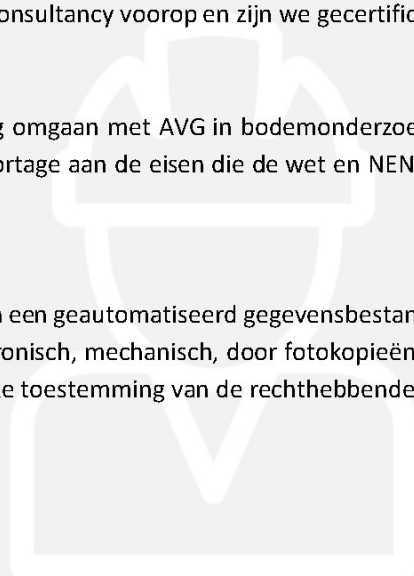 onsultancy voorop en zijn we gecertific
g omgaan met AVG in bodemonderzoe
ortage aan de eisen die de wet en NEN
n een geautomatiseerd gegevensbestan
ronisch, mechanisch, door fotokopieën
e toestemming van de rechthebbende